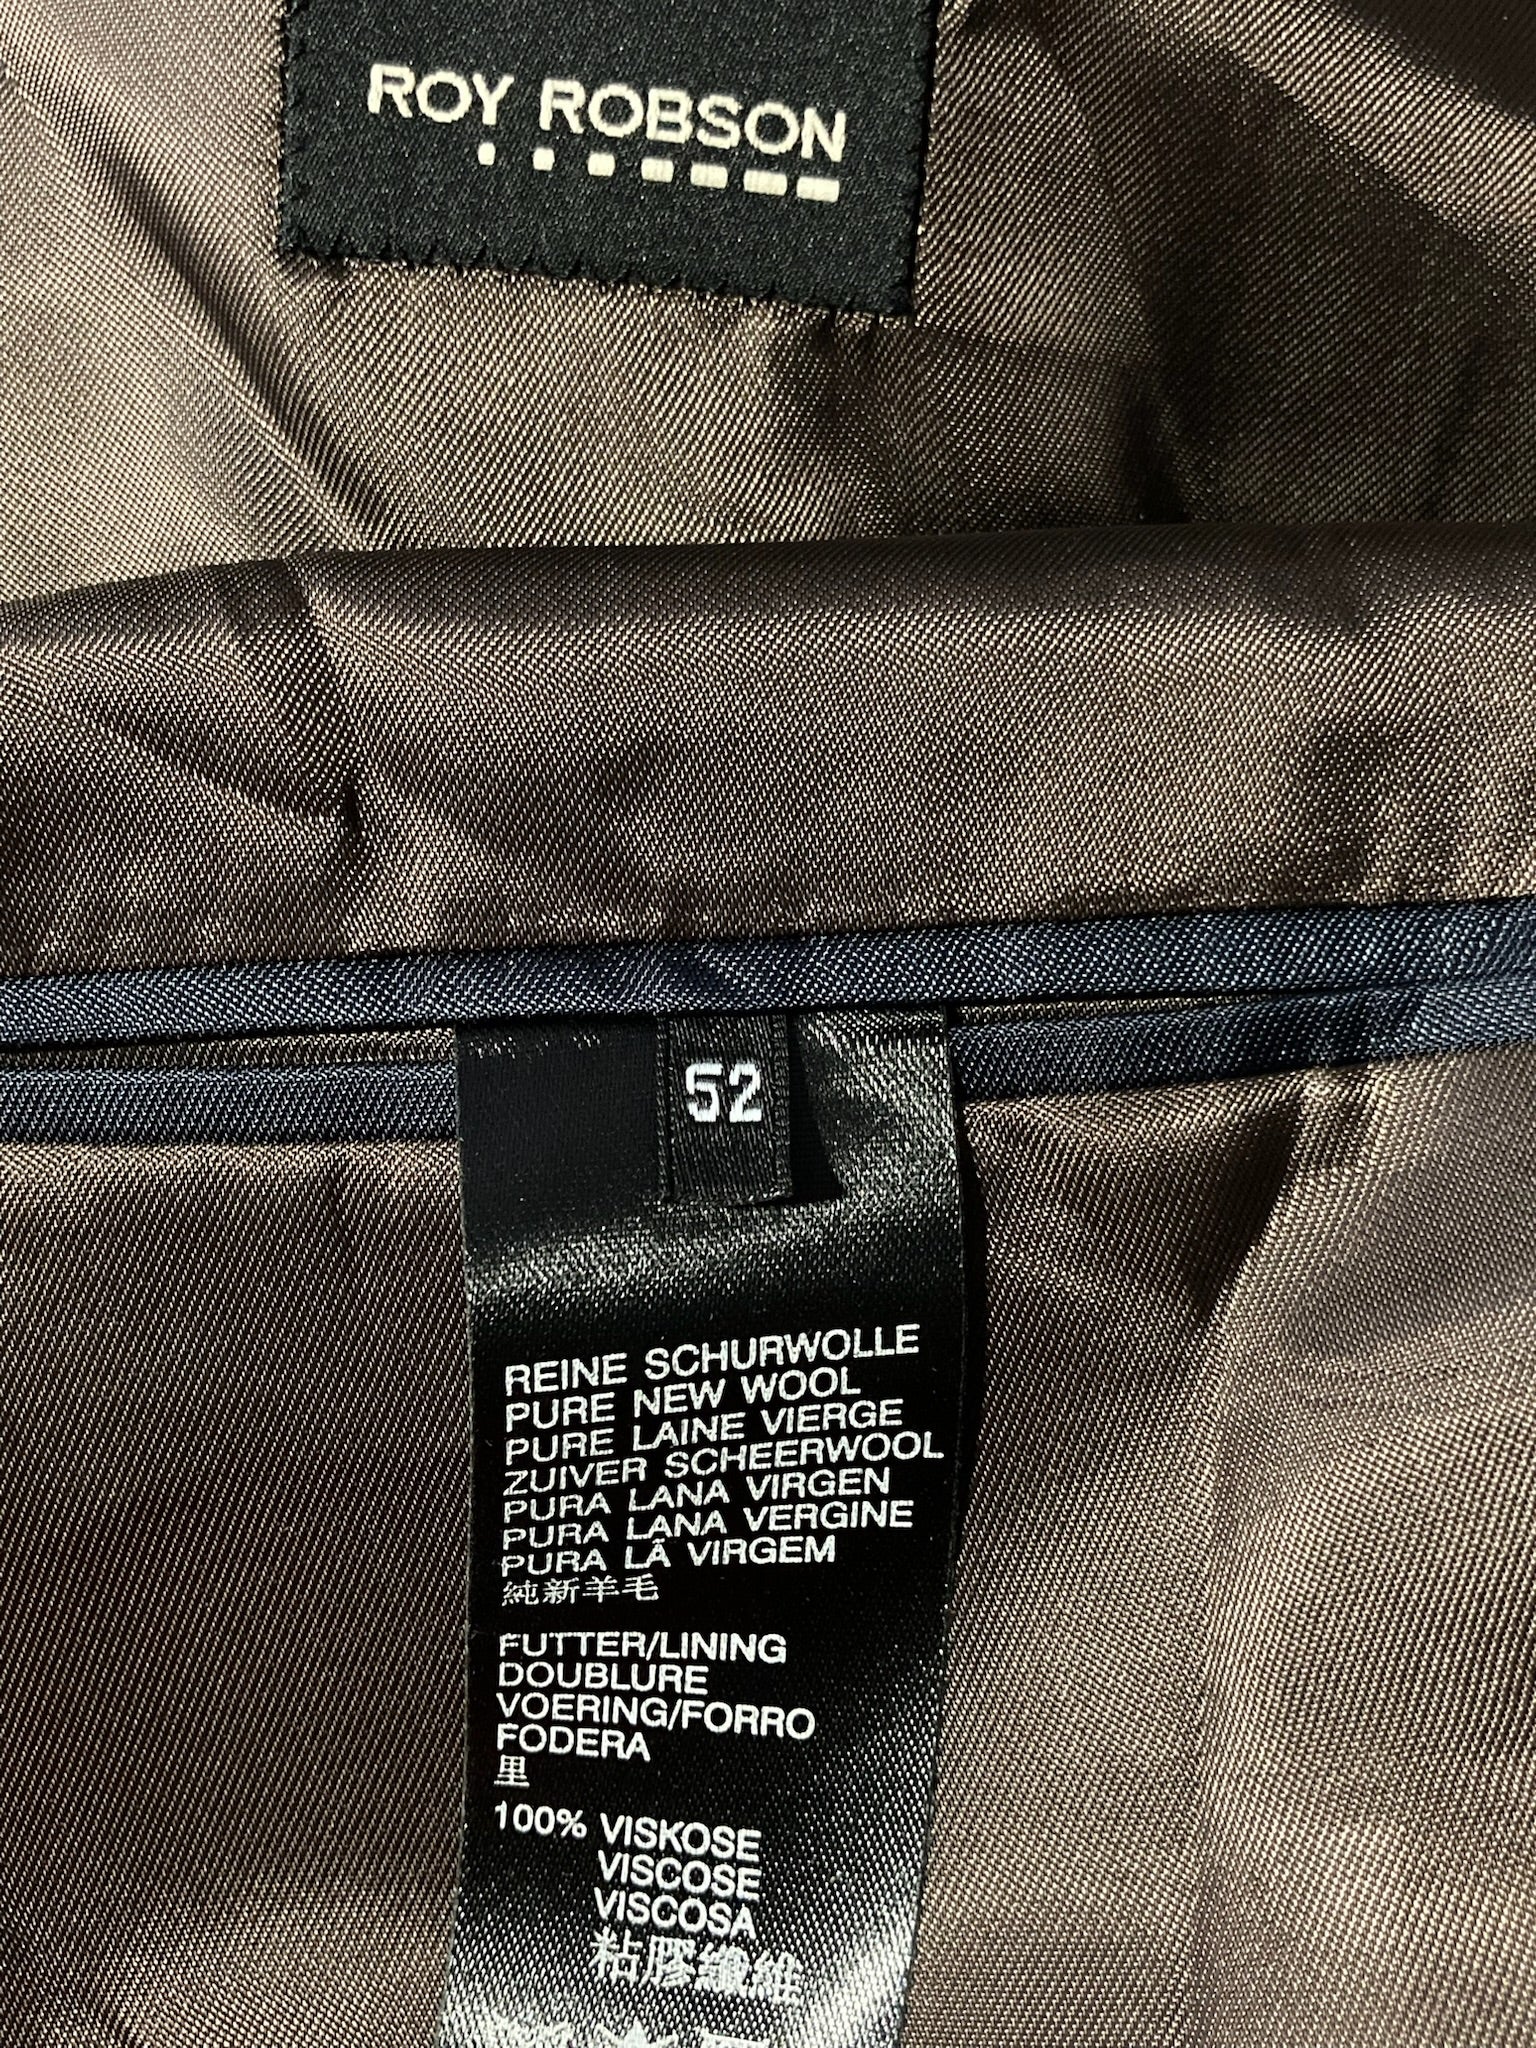 ROY ROBSON
52
REINE SCHURWOLLE
PURE NEW WOOL
PURE LAINE VIERGE
ZUIVER SCHEERWOOL
PURA LANA VIRGEN
PURA LANA VERGINE
PURA LÃ VIRGEM
純新羊毛
FUTTER/LINING
DOUBLURE
VOERING/FORRO
FODERA
里
100% VISKOSE
VISCOSE
VISCOSA
粘膠纖維